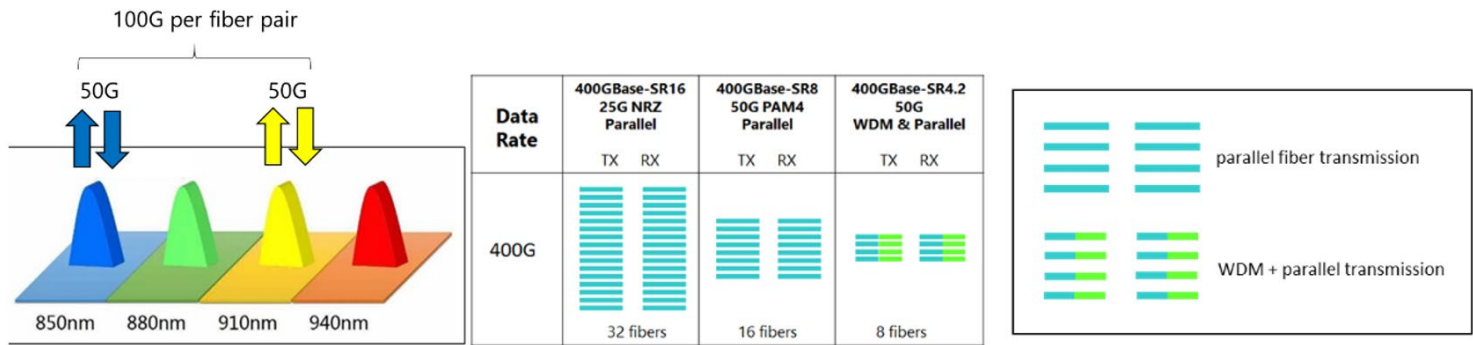 100G per fiber pair
50G
50G
850nm
880nm
910nm
940nm
Data
Rate
400GBase-SR16
25G NRZ
Parallel
TX RX
400GBase-SR8
50G PAM4
Parallel
TX RX
400GBase-SR4.2
50G
WDM & Parallel
TX RX
400G
32 fibers
16 fibers
8 fibers
parallel fiber transmission
WDM + parallel transmission